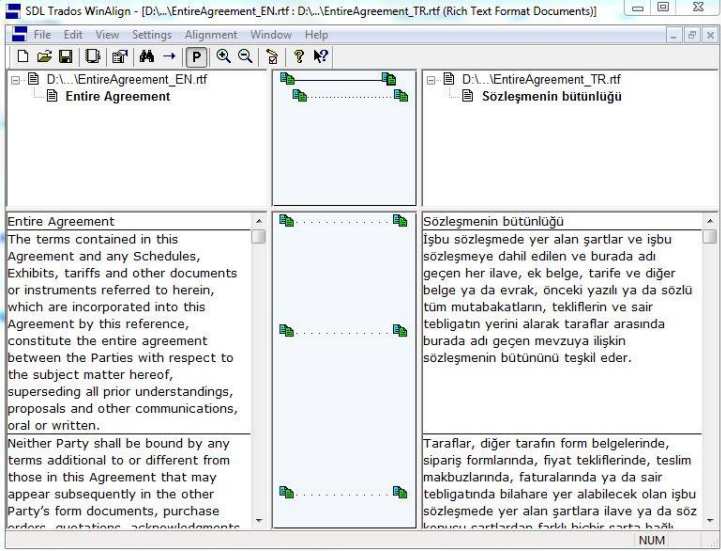 SDL Trados WinAlign - [D:\...\EntireAgreement_EN.rtf : D:\...\EntireAgreement_TR.rtf (Rich Text Format Documents)]
File Edit View Settings Alignment Window Help
P
D:\...\EntireAgreement_EN.rtf
Entire Agreement
D:\...\EntireAgreement_TR.rtf
Sözleşmenin bütünlüğü
Entire Agreement
The terms contained in this
Agreement and any Schedules,
Exhibits, tariffs and other documents
or instruments referred to herein,
which are incorporated into this
Agreement by this reference,
constitute the entire agreement
between the Parties with respect to
the subject matter hereof,
superseding all prior understandings,
proposals and other communications,
oral or written.
Neither Party shall be bound by any
terms additional to or different from
those in this Agreement that may
appear subsequently in the other
Party's form documents, purchase
orders, quotations, acknowledgments
Sözleşmenin bütünlüğü
İşbu sözleşmede yer alan şartlar ve işbu
sözleşmeye dahil edilen ve burada adı
geçen her ilave, ek belge, tarife ve diğer
belge ya da evrak, önceki yazılı ya da sözlü
tüm mutabakatların, tekliflerin ve sair
tebligatın yerini alarak taraflar arasında
burada adı geçen mevzuya ilişkin
sözleşmenin bütününü teşkil eder.
Taraflar, diğer tarafın form belgelerinde,
sipariş formlarında, fiyat tekliflerinde, teslim
makbuzlarında, faturalarında ya da sair
tebligatında bilahare yer alabilecek olan işbu
sözleşmede yer alan şartlara ilave ya da söz
konusu şartlardan farklı hiçbir şarta bağlı
NUM